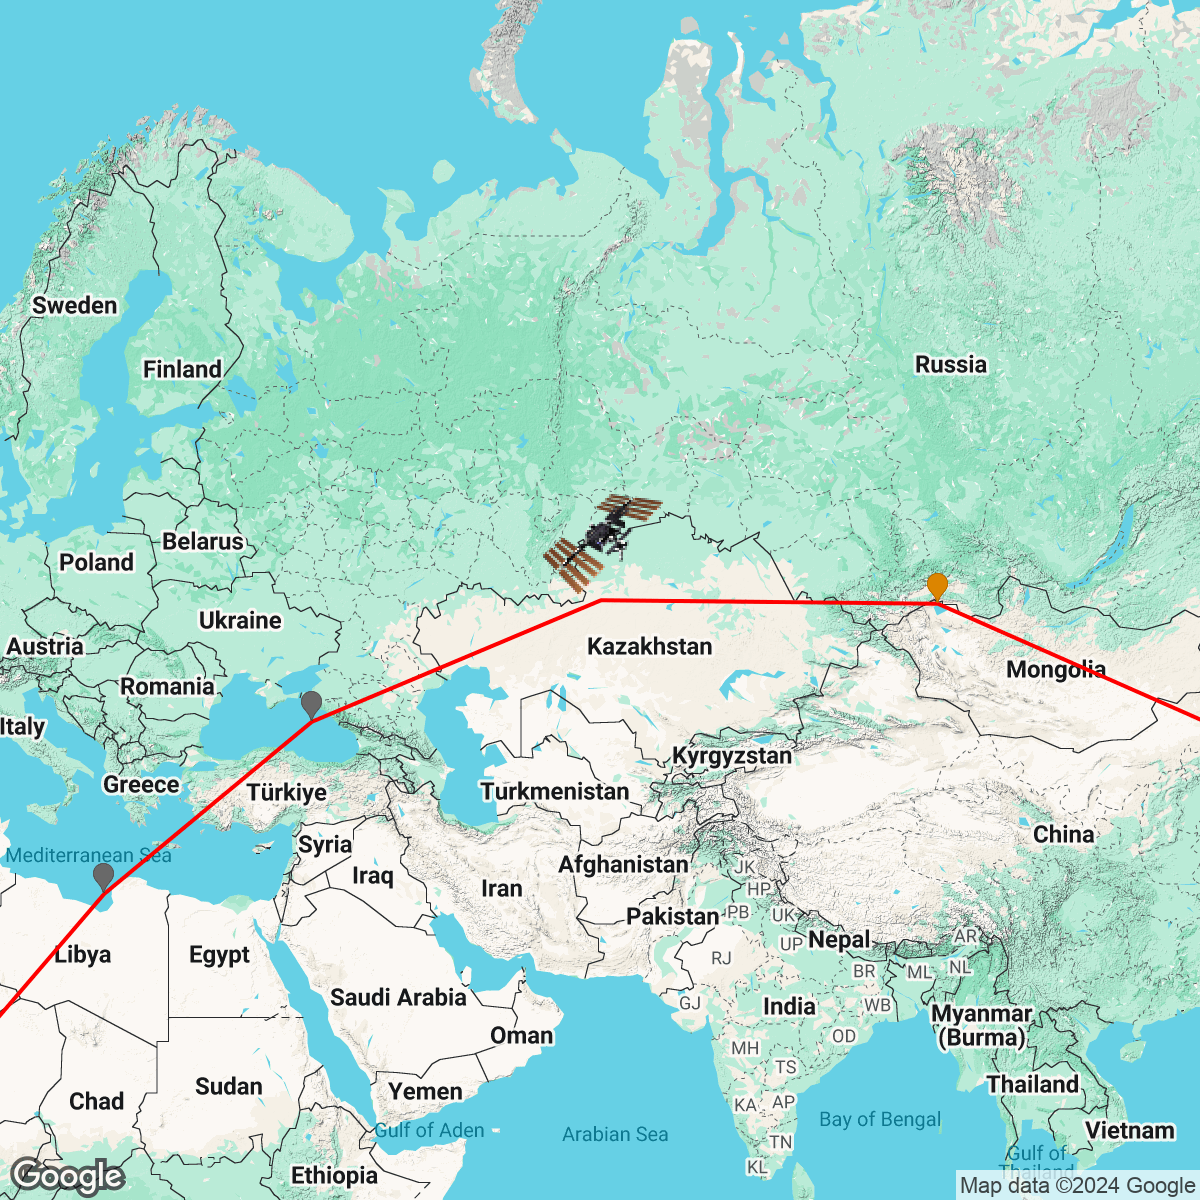 Sweden
Finland
Russia
Belarus
Poland
Ukraine
Austria
Kazakhstan
Mongolia
Romania
Italy
Kyrgyzstan
Greece
Türkiye
Turkmenistan
China
Syria
Mediterranean Sea
Afghanistan
JK
Iraq
Iran
HP
Pakistan
PB
UK
Libya
Egypt
RJ
UP
Nepal
AR
BR
ML
NL
Saudi Arabia
GJ
India
WB
Myanmar
(Burma)
Oman
OD
MH
TS
Sudan
Yemen
Thailand
Chad
KA
AP
Gulf of Aden
Arabian Sea
Bay of Bengal
Vietnam
TN
Gulf of
Thailand
KL
Ethiopia
Google
Map data ©2024 Google